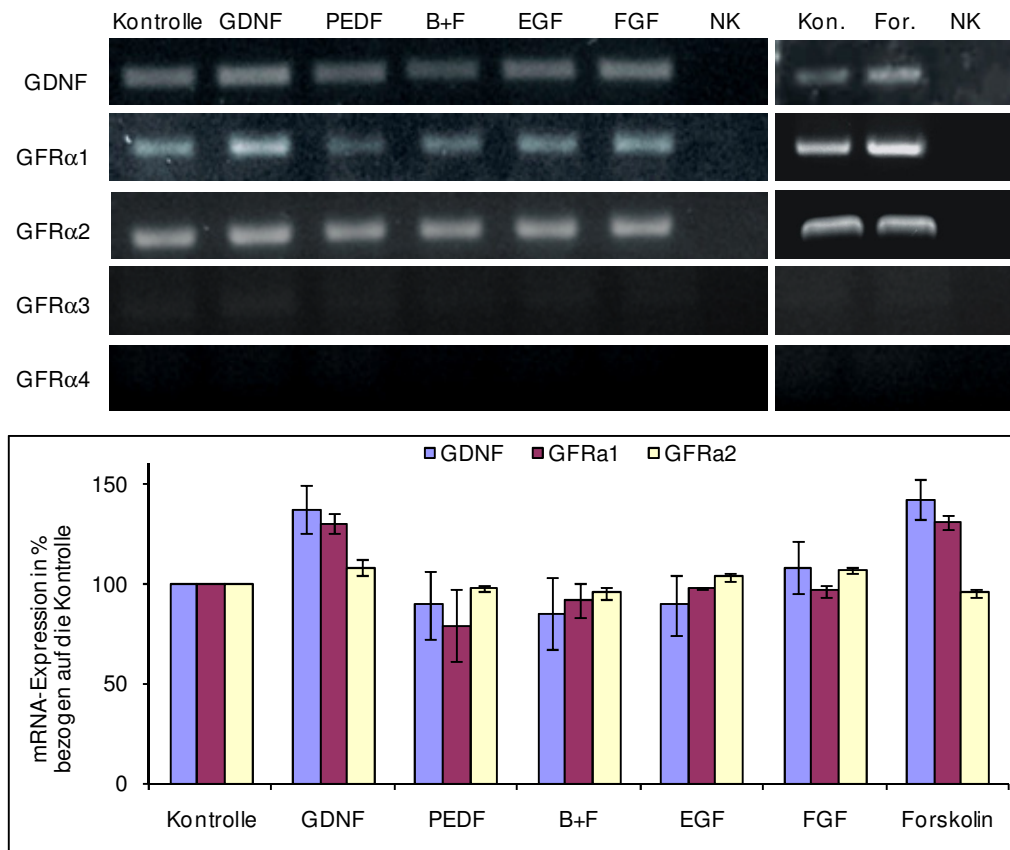 Kontrolle GDNF PEDF B+F EGF FGF NK Kon. For. NK
GDNF
GFRα1
GFRα2
GFRα3
GFRα4
GDNF GFRa1 GFRa2
mRNA-Expression in %
bezogen auf die Kontrolle
150
100
50
0
Kontrolle GDNF PEDF B+F EGF FGF Forskolin